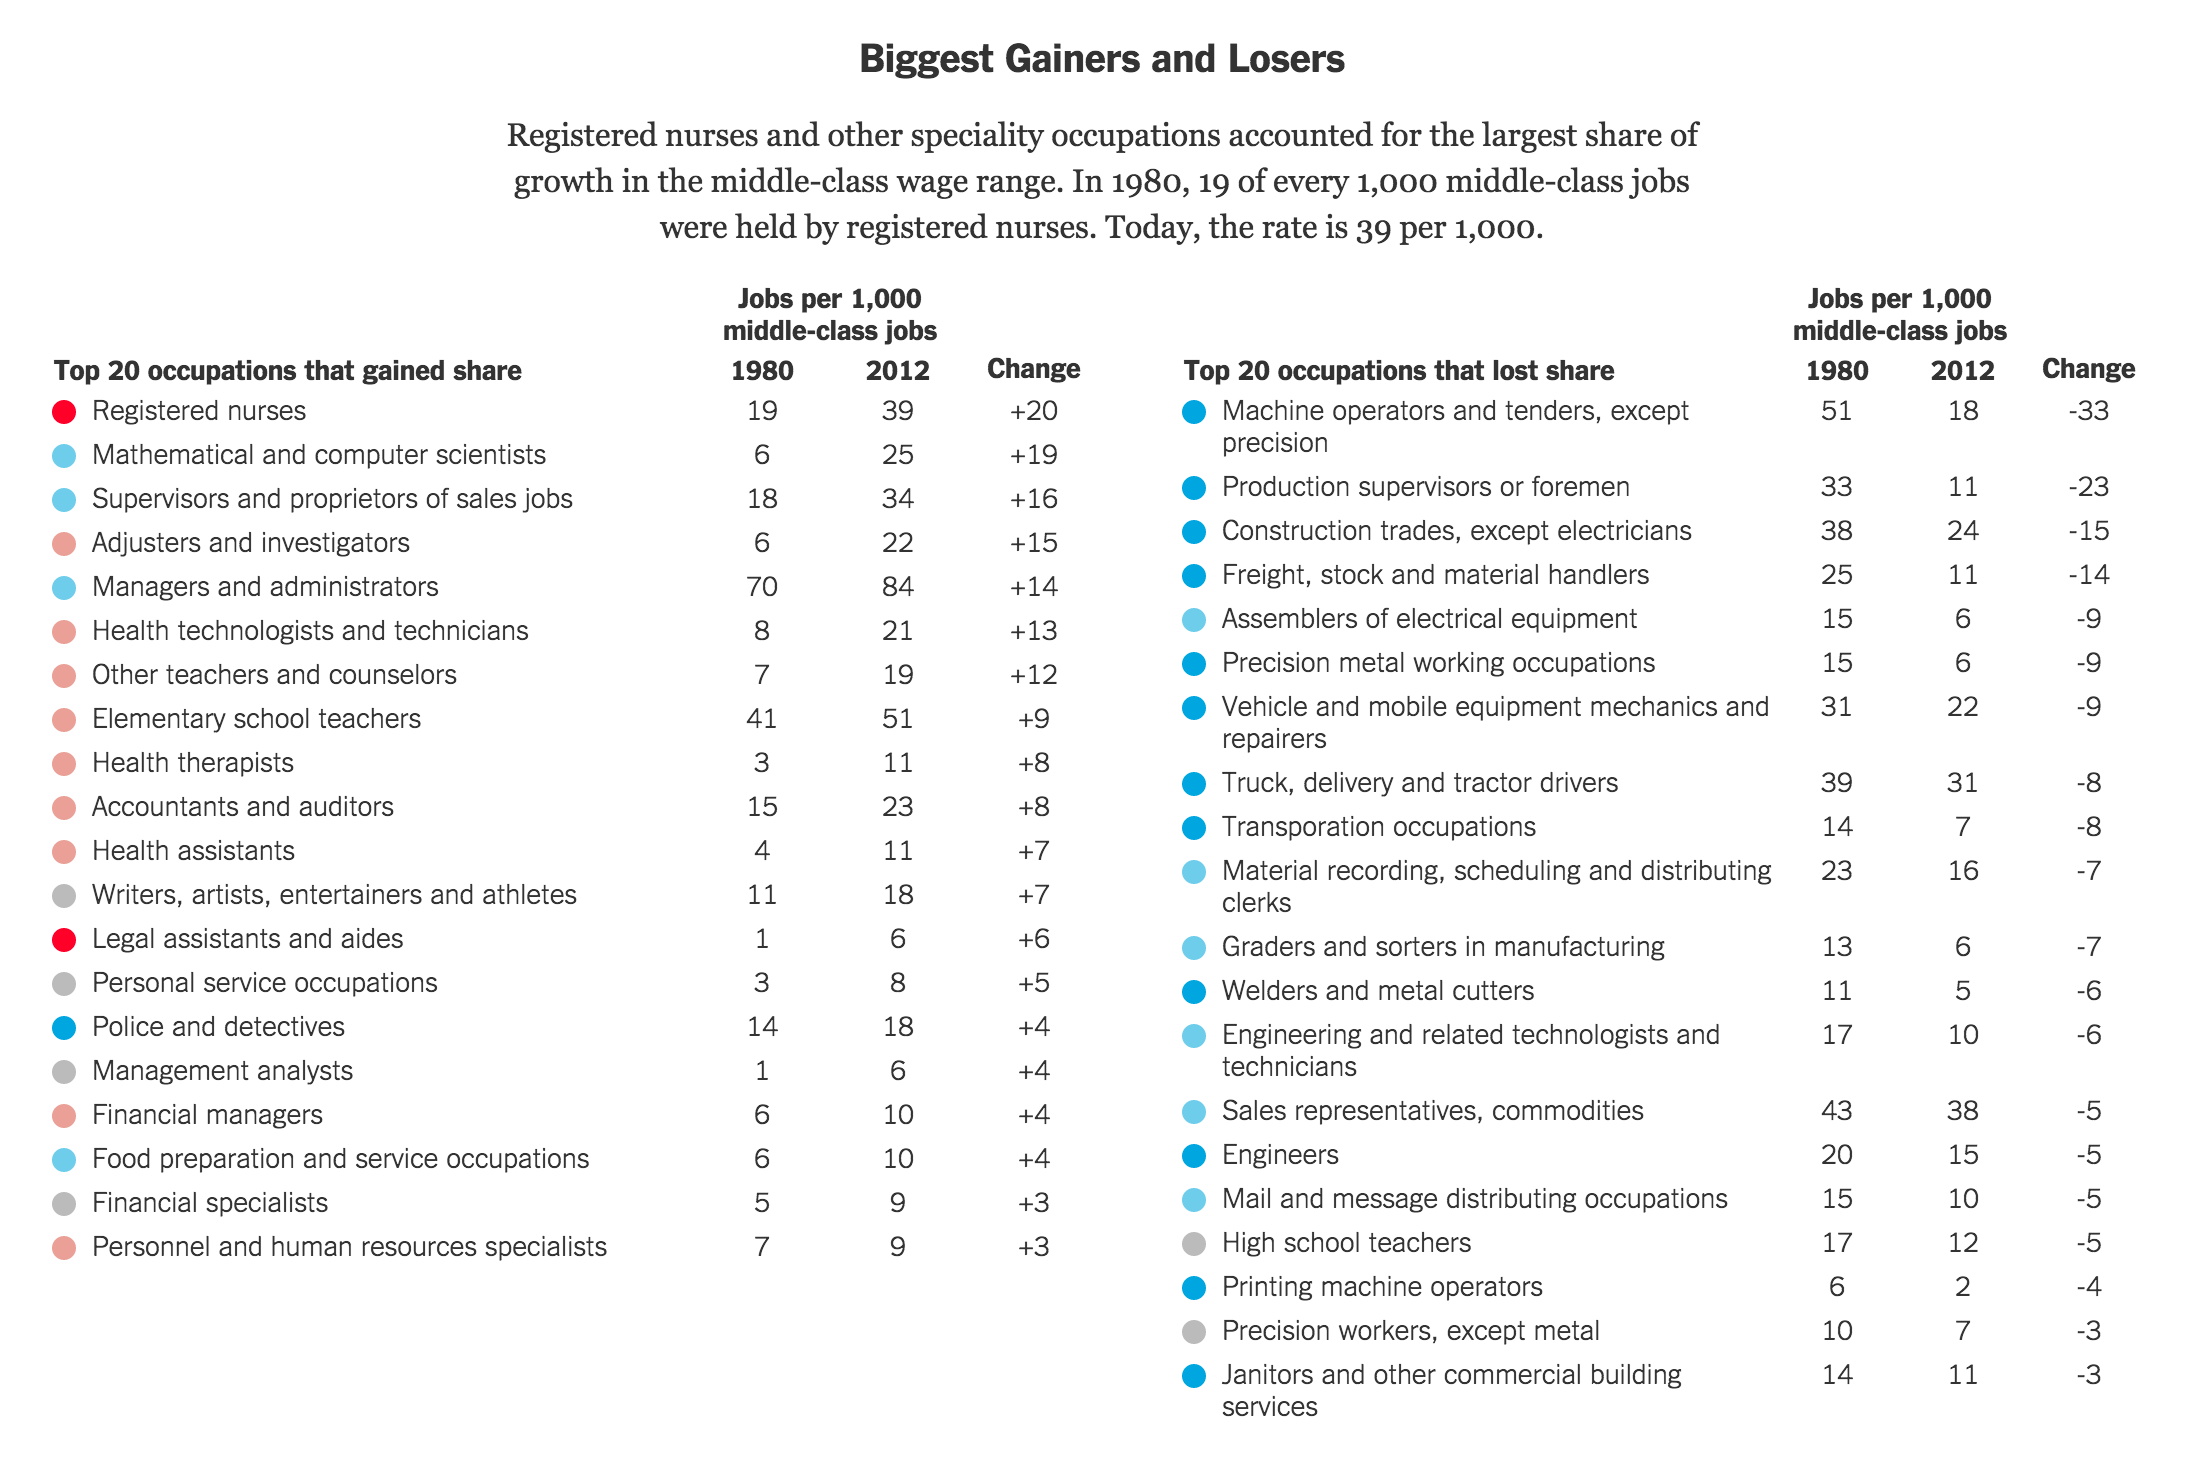 Biggest Gainers and Losers
Registered nurses and other speciality occupations accounted for the largest share of
growth in the middle-class wage range. In 1980, 19 of every 1,000 middle-class jobs
were held by registered nurses. Today, the rate is 39 per 1,000.
Jobs per 1,000
middle-class jobs
Top 20 occupations that gained share 1980 2012 Change
Registered nurses 19 39 +20
Mathematical and computer scientists 6 25 +19
Supervisors and proprietors of sales jobs 18 34 +16
Adjusters and investigators 6 22 +15
Managers and administrators 70 84 +14
Health technologists and technicians 8 21 +13
Other teachers and counselors 7 19 +12
Elementary school teachers 41 51 +9
Health therapists 3 11 +8
Accountants and auditors 15 23 +8
Health assistants 4 11 +7
Writers, artists, entertainers and athletes 11 18 +7
Legal assistants and aides 1 6 +6
Personal service occupations 3 8 +5
Police and detectives 14 18 +4
Management analysts 1 6 +4
Financial managers 6 10 +4
Food preparation and service occupations 6 10 +4
Financial specialists 5 9 +3
Personnel and human resources specialists 7 9 +3
Jobs per 1,000
middle-class jobs
Top 20 occupations that lost share 1980 2012 Change
Machine operators and tenders, except 51 18 -33
precision
Production supervisors or foremen 33 11 -23
Construction trades, except electricians 38 24 -15
Freight, stock and material handlers 25 11 -14
Assemblers of electrical equipment 15 6 -9
Precision metal working occupations 15 6 -9
Vehicle and mobile equipment mechanics and 31 22 -9
repairers
Truck, delivery and tractor drivers 39 31 -8
Transporation occupations 14 7 -8
Material recording, scheduling and distributing 23 16 -7
clerks
Graders and sorters in manufacturing 13 6 -7
Welders and metal cutters 11 5 -6
Engineering and related technologists and 17 10 -6
technicians
Sales representatives, commodities 43 38 -5
Engineers 20 15 -5
Mail and message distributing occupations 15 10 -5
High school teachers 17 12 -5
Printing machine operators 6 2 -4
Precision workers, except metal 10 7 -3
Janitors and other commercial building 14 11 -3
services